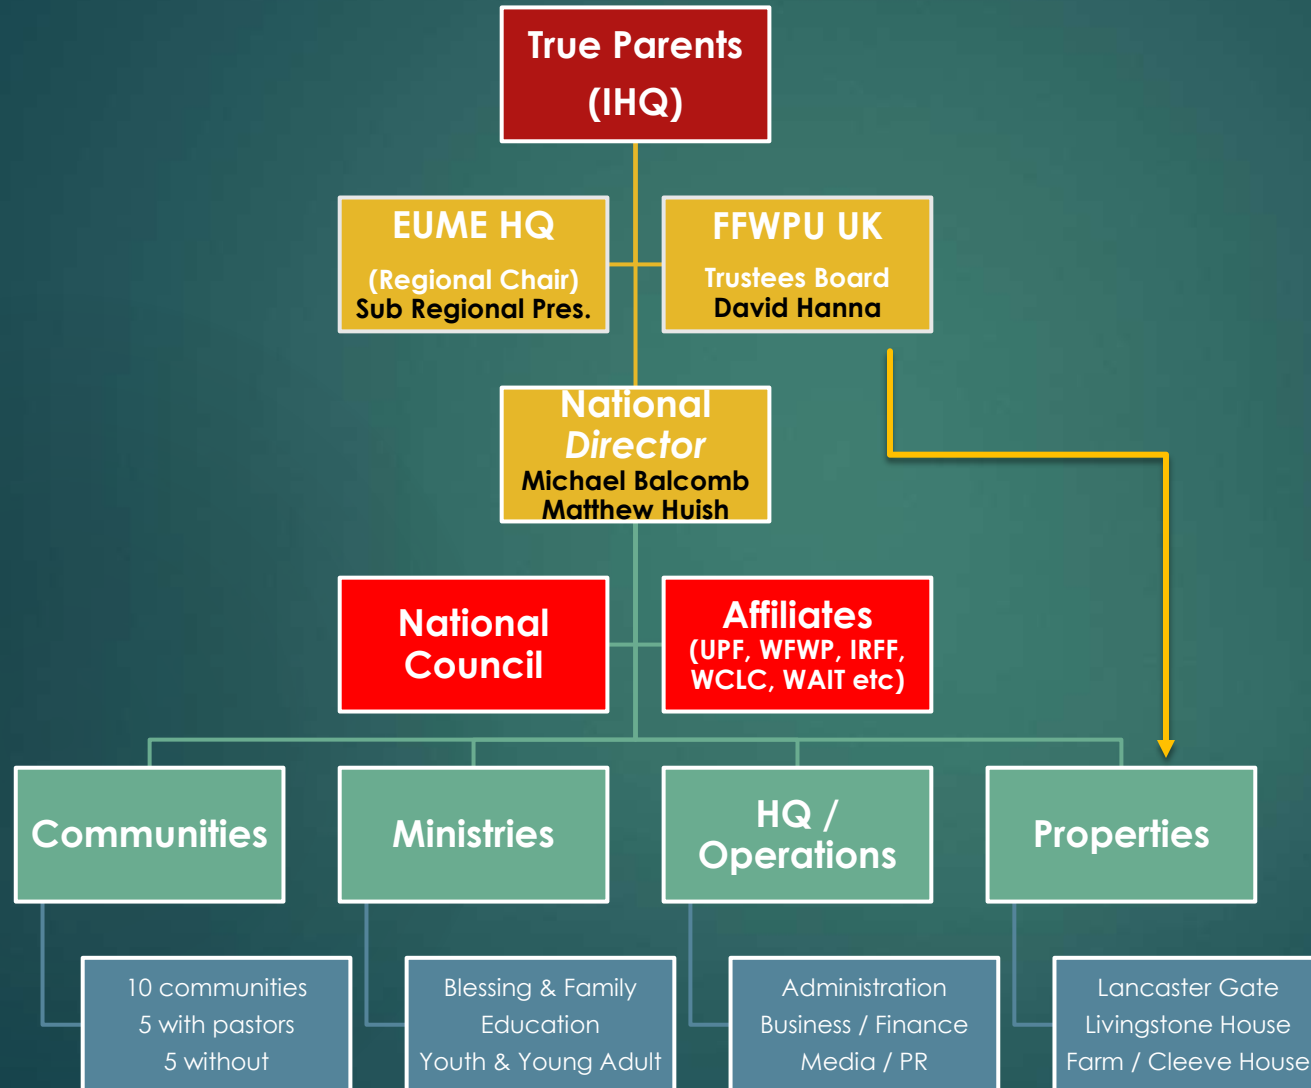 True Parents
(IHQ)
EUME HQ
(Regional Chair)
Sub Regional Pres.
FFWPU UK
Trustees Board
David Hanna
National
Director
Michael Balcomb
Matthew Huish
National
Council
Affiliates
(UPF, WFWP, IRFF,
WCLC, WAIT etc)
Communities
Ministries
HQ /
Operations
Properties
10 communities
5 with pastors
5 without
Blessing & Family
Education
Youth & Young Adult
Administration
Business / Finance
Media / PR
Lancaster Gate
Livingstone House
Farm / Cleeve House